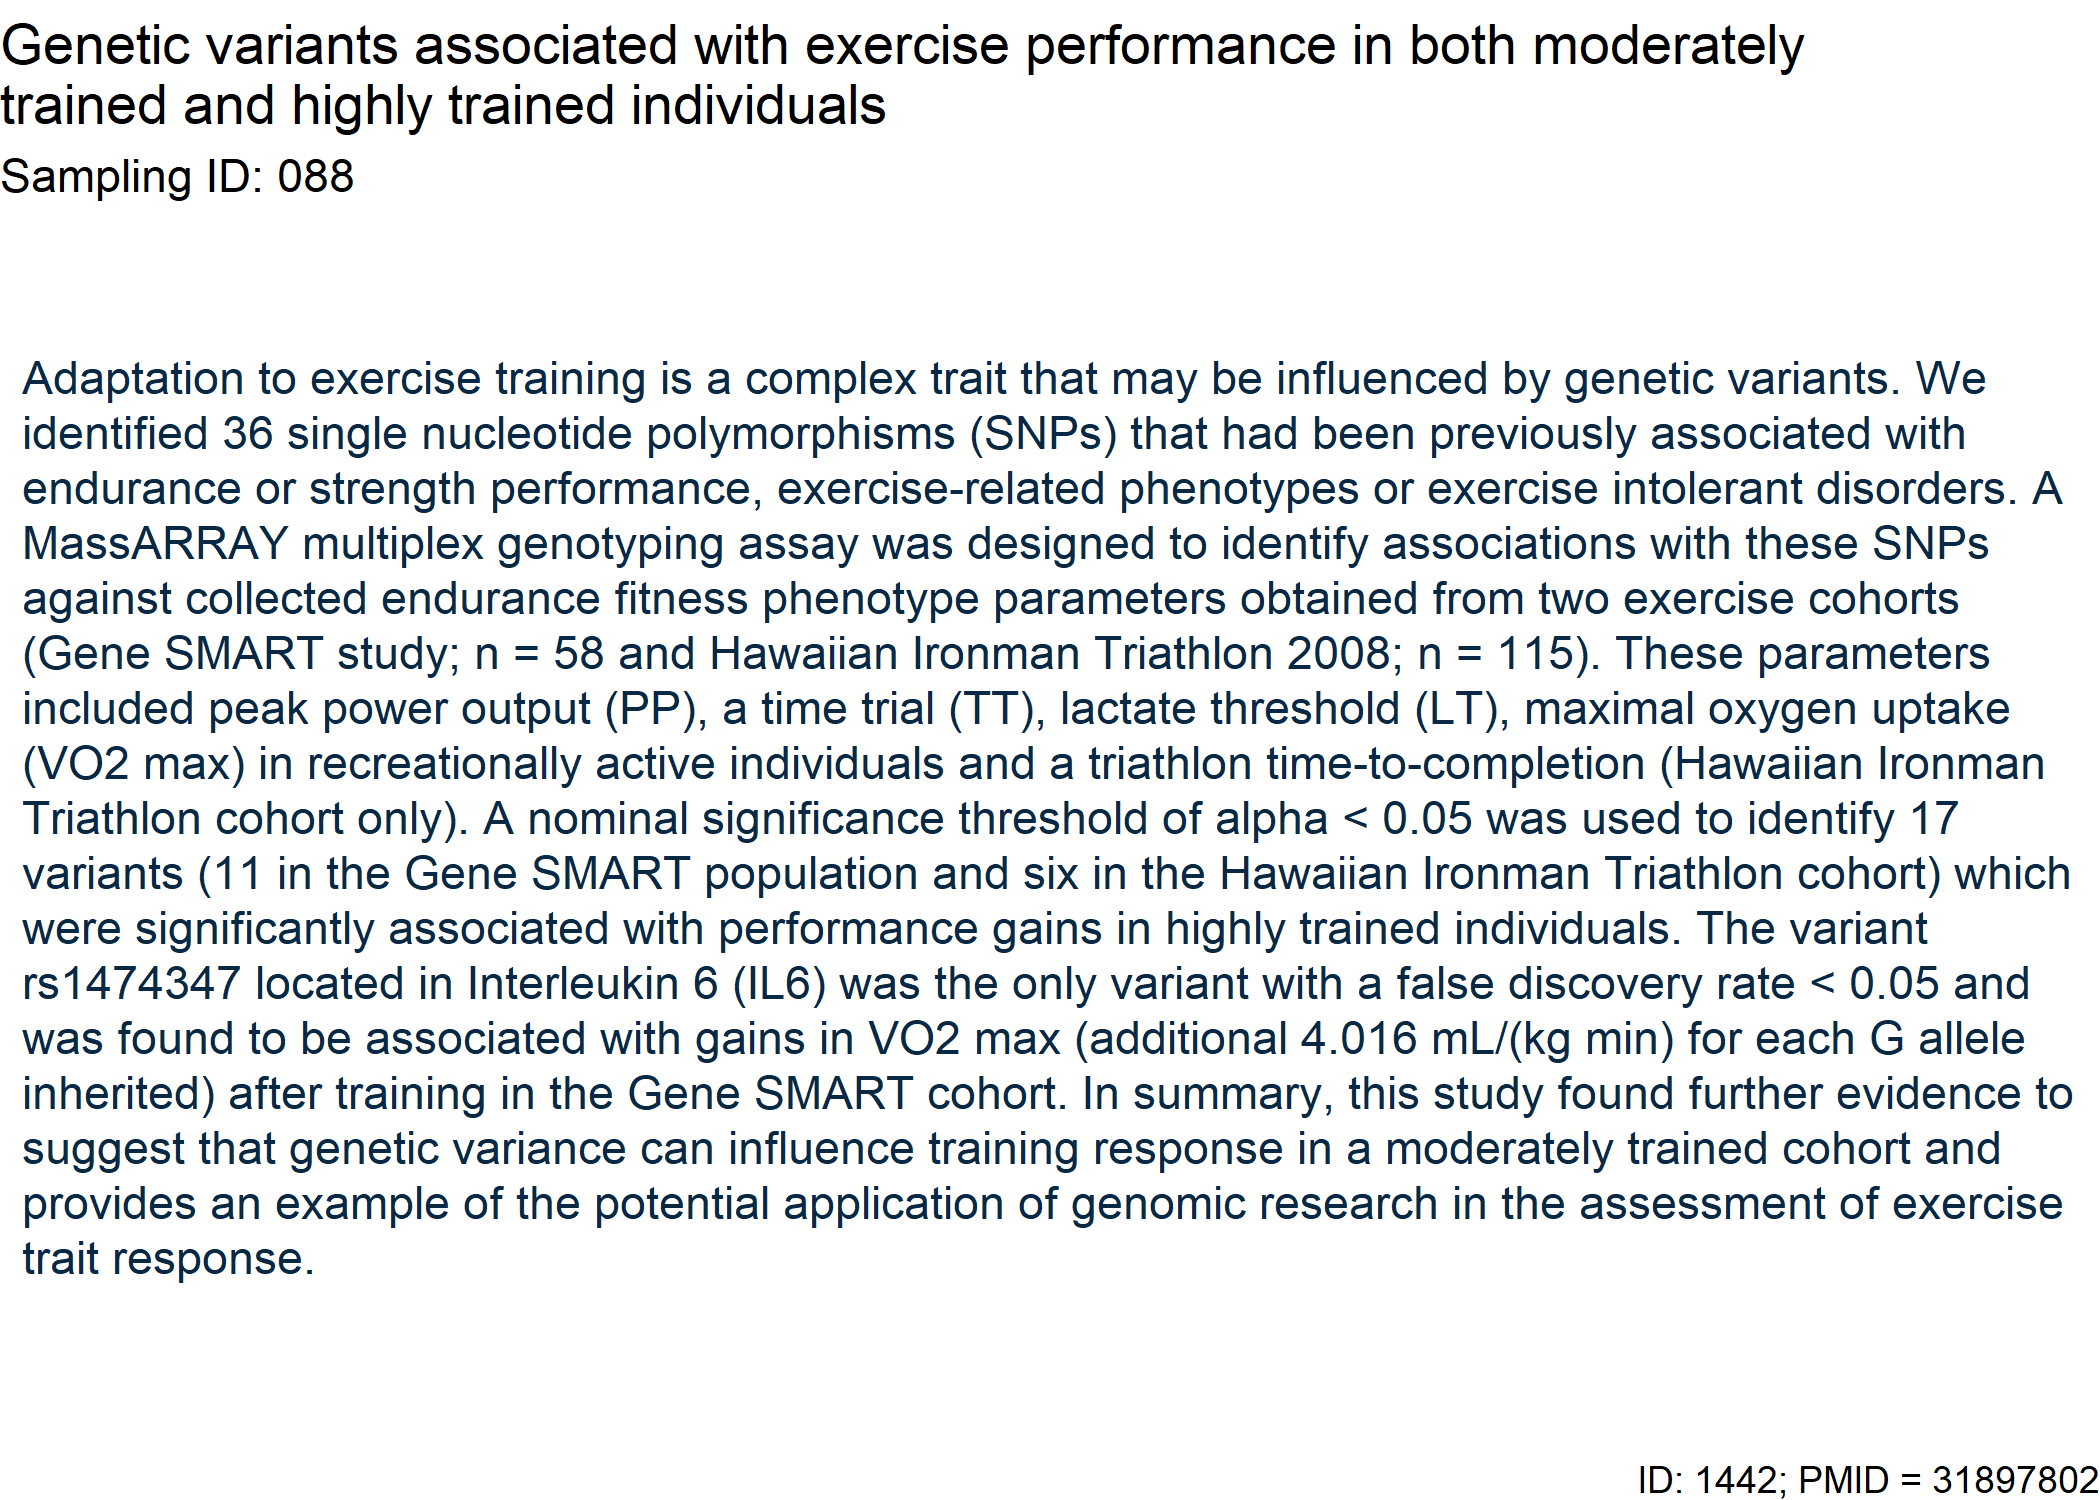 Genetic variants associated with exercise performance in both moderately
trained and highly trained individuals
Sampling ID: 088
Adaptation to exercise training is a complex trait that may be influenced by genetic variants. We
identified 36 single nucleotide polymorphisms (SNPs) that had been previously associated with
endurance or strength performance, exercise-related phenotypes or exercise intolerant disorders. A
MassARRAY multiplex genotyping assay was designed to identify associations with these SNPs
against collected endurance fitness phenotype parameters obtained from two exercise cohorts
(Gene SMART study; n = 58 and Hawaiian Ironman Triathlon 2008; n = 115). These parameters
included peak power output (PP), a time trial (TT), lactate threshold (LT), maximal oxygen uptake
(VO2 max) in recreationally active individuals and a triathlon time-to-completion (Hawaiian Ironman
Triathlon cohort only). A nominal significance threshold of alpha < 0.05 was used to identify 17
variants (11 in the Gene SMART population and six in the Hawaiian Ironman Triathlon cohort) which
were significantly associated with performance gains in highly trained individuals. The variant
rs1474347 located in Interleukin 6 (IL6) was the only variant with a false discovery rate < 0.05 and
was found to be associated with gains in VO2 max (additional 4.016 mL/(kg min) for each G allele
inherited) after training in the Gene SMART cohort. In summary, this study found further evidence to
suggest that genetic variance can influence training response in a moderately trained cohort and
provides an example of the potential application of genomic research in the assessment of exercise
trait response.
ID: 1442; PMID = 31897802